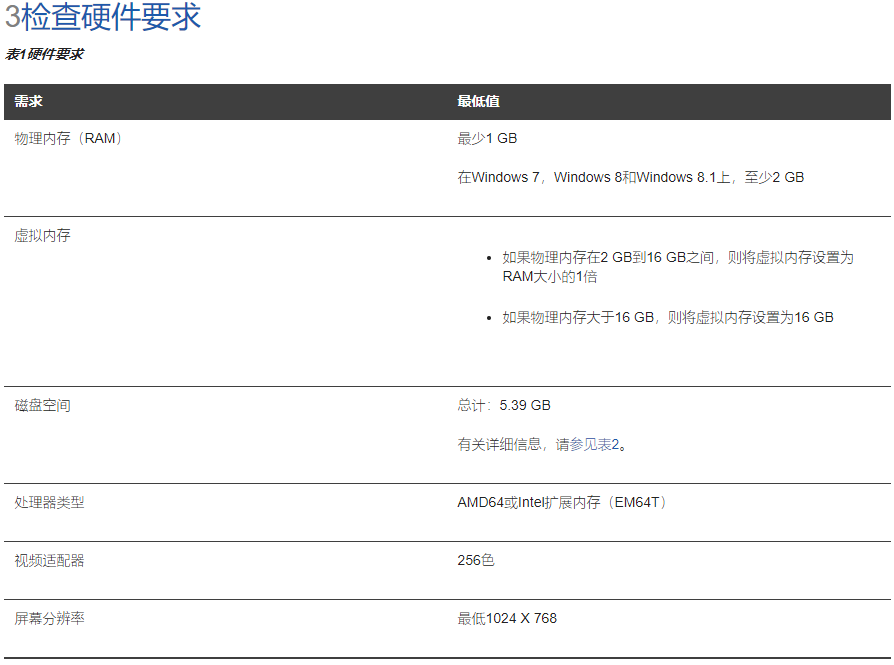 3检查硬件要求
表1硬件要求
需求 最低值
物理内存（RAM） 最少1 GB
在Windows 7，Windows 8和Windows 8.1上，至少2 GB
虚拟内存
• 如果物理内存在2 GB到16 GB之间，则将虚拟内存设置为
RAM大小的1倍
• 如果物理内存大于16 GB，则将虚拟内存设置为16 GB
磁盘空间 总计：5.39 GB
有关详细信息，请参见表2。
处理器类型 AMD64或Intel扩展内存（EM64T）
视频适配器 256色
屏幕分辨率 最低1024 X 768